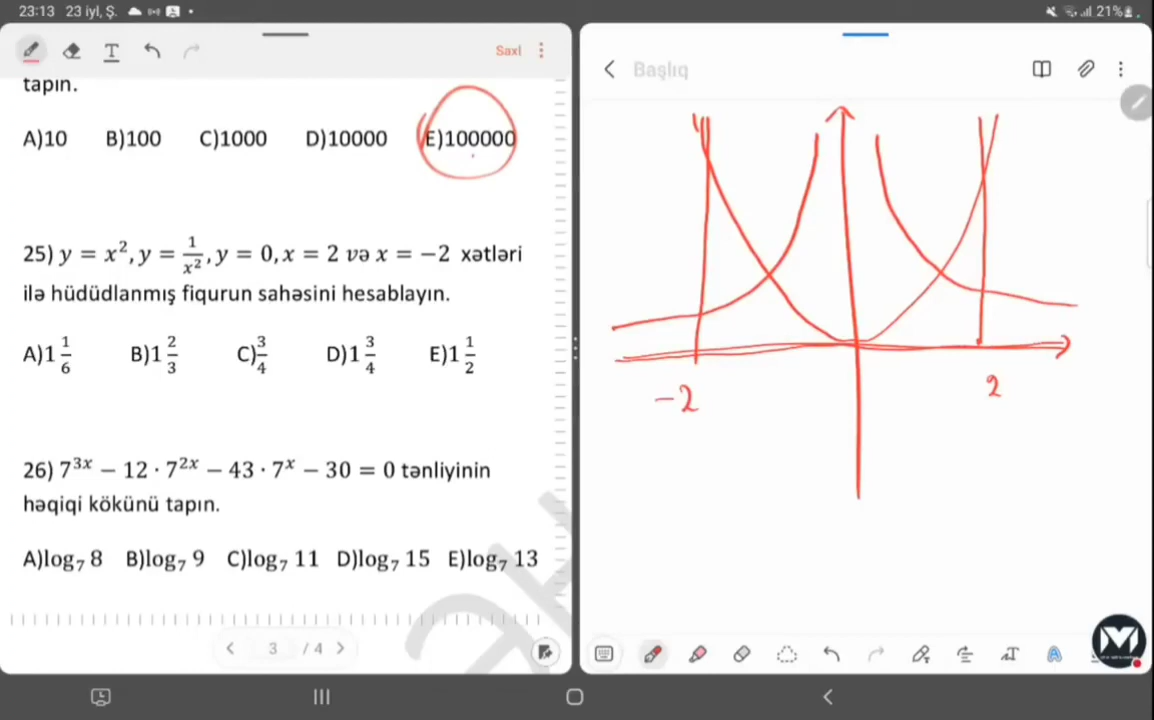 23:13 23 iyl, Ş.
21%
Saxl
Başlıq
tapın.
A)10 B)100 C)1000 D)10000 E)100000
25) y = x², y = 1/x², y = 0, x = 2 və x = −2 xətləri
ilə hüdüdlanmış fiqurun sahəsini hesablayın.
A)1 1/6 B)1 2/3 C)3/4 D)1 3/4 E)1 1/2
26) 7^{3x} − 12 · 7^{2x} − 43 · 7^x − 30 = 0 tənliyinin
həqiqi kökünü tapın.
A)log₇ 8 B)log₇ 9 C)log₇ 11 D)log₇ 15 E)log₇ 13
3 / 4
−2
2